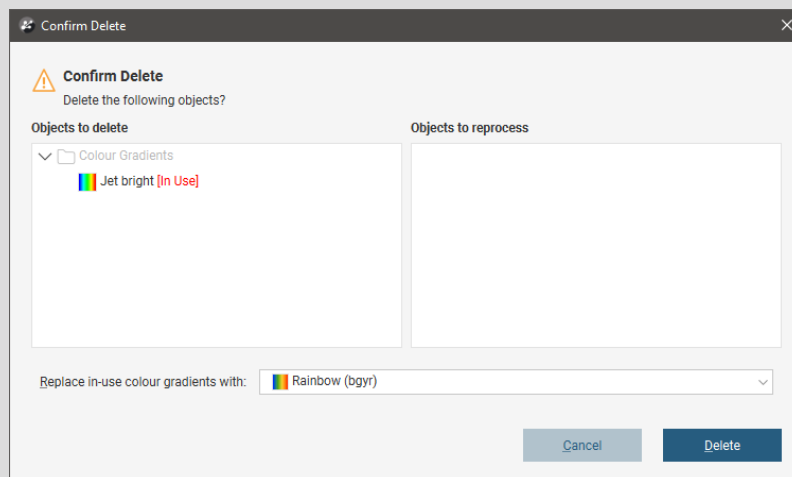 Confirm Delete
Confirm Delete
Delete the following objects?
Objects to delete
Objects to reprocess
Colour Gradients
Jet bright [In Use]
Replace in-use colour gradients with:
Rainbow (bgyr)
Cancel
Delete